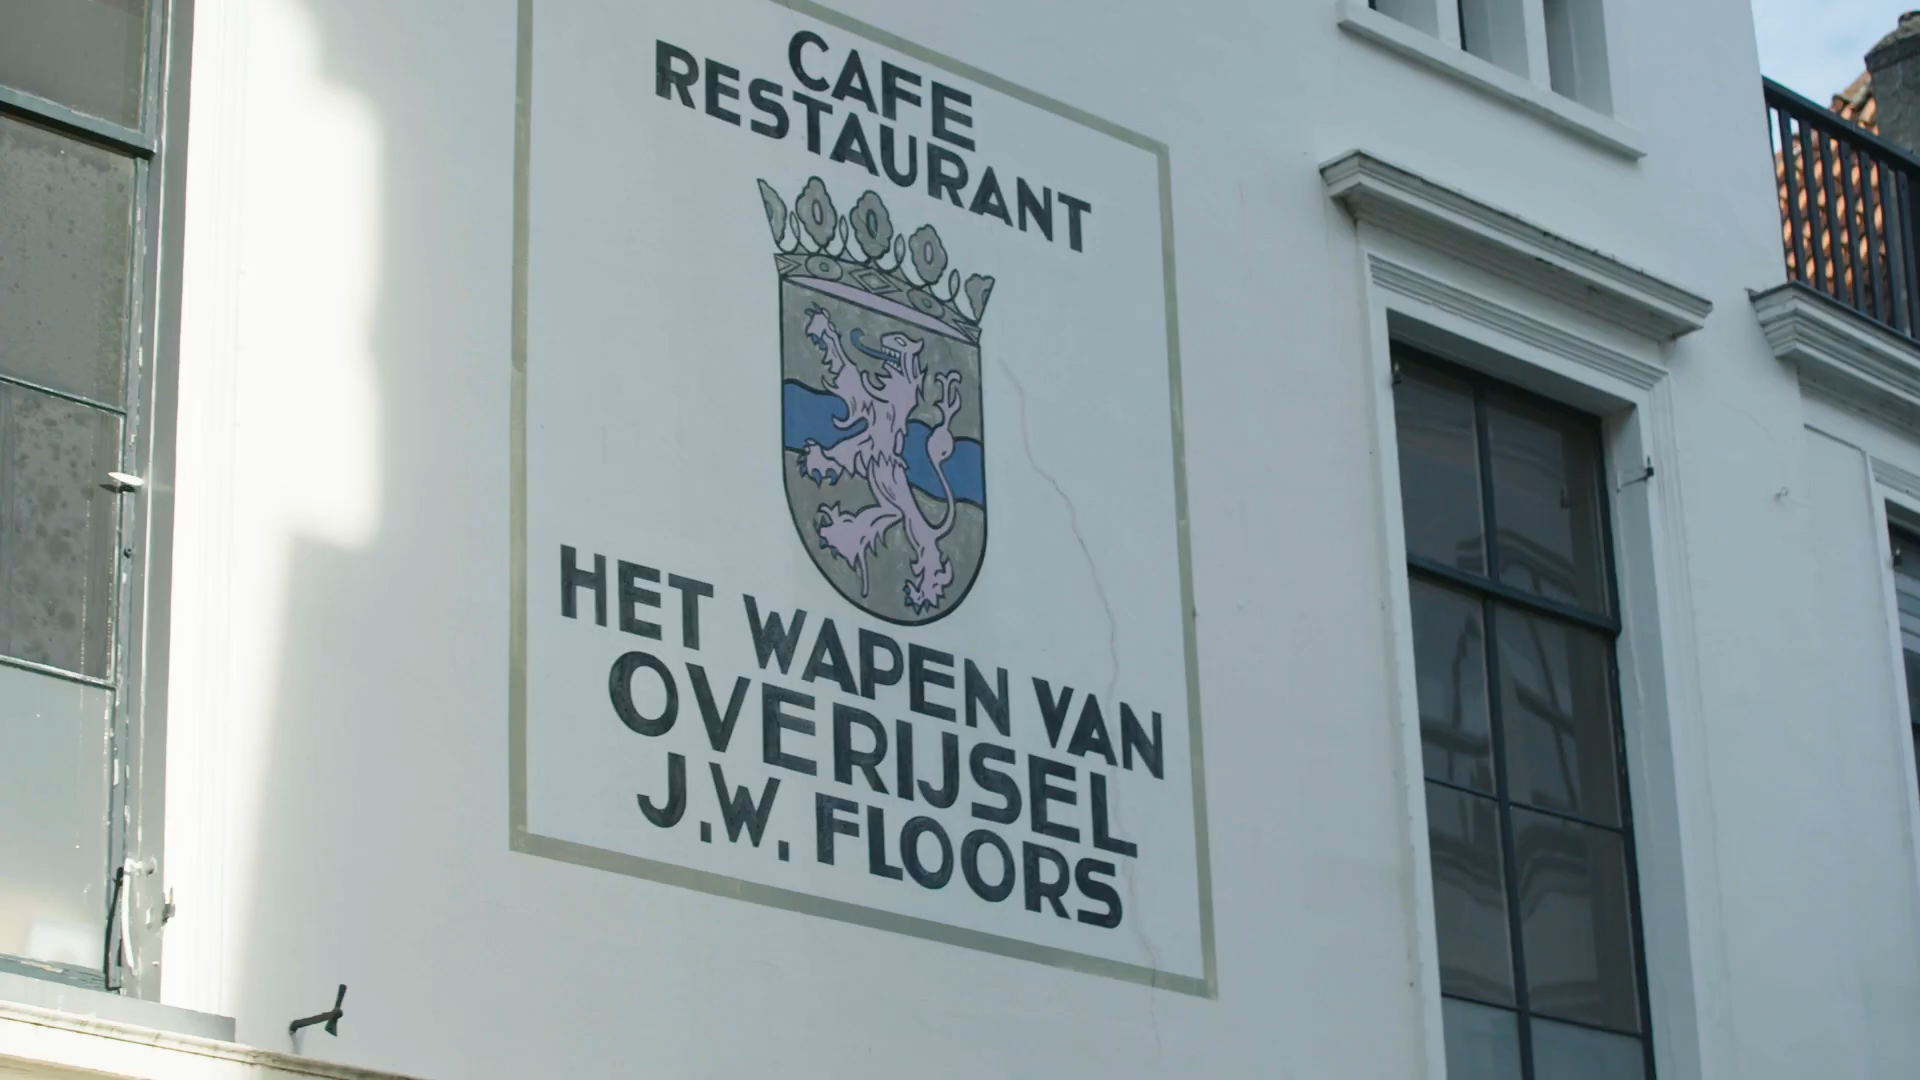 CAFE
RESTAURANT
HET WAPEN VAN
OVERIJSEL
J.W. FLOORS